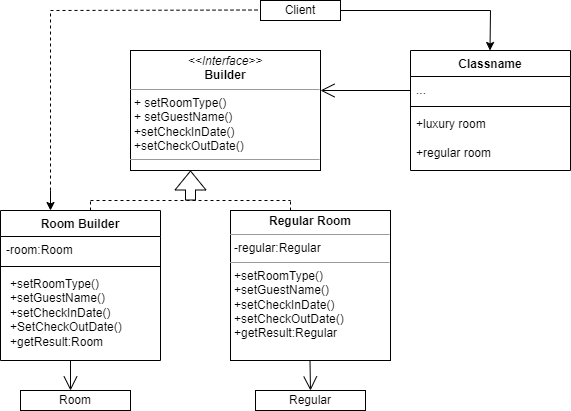 Client
<<Interface>>
Builder
+ setRoomType()
+ setGuestName()
+setCheckInDate()
+setCheckOutDate()
Classname
...
+luxury room
+regular room
Room Builder
-room:Room
+setRoomType()
+setGuestName()
+setCheckInDate()
+SetCheckOutDate()
+getResult:Room
Regular Room
-regular:Regular
+setRoomType()
+setGuestName()
+setCheckInDate()
+setCheckOutDate()
+getResult:Regular
Room
Regular